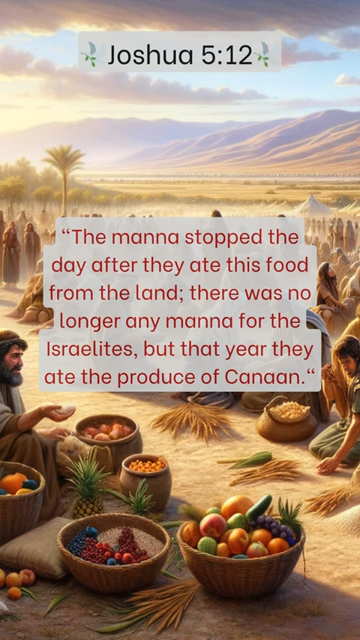 Joshua 5:12
“The manna stopped the
day after they ate this food
from the land; there was no
longer any manna for the
Israelites, but that year they
ate the produce of Canaan.“